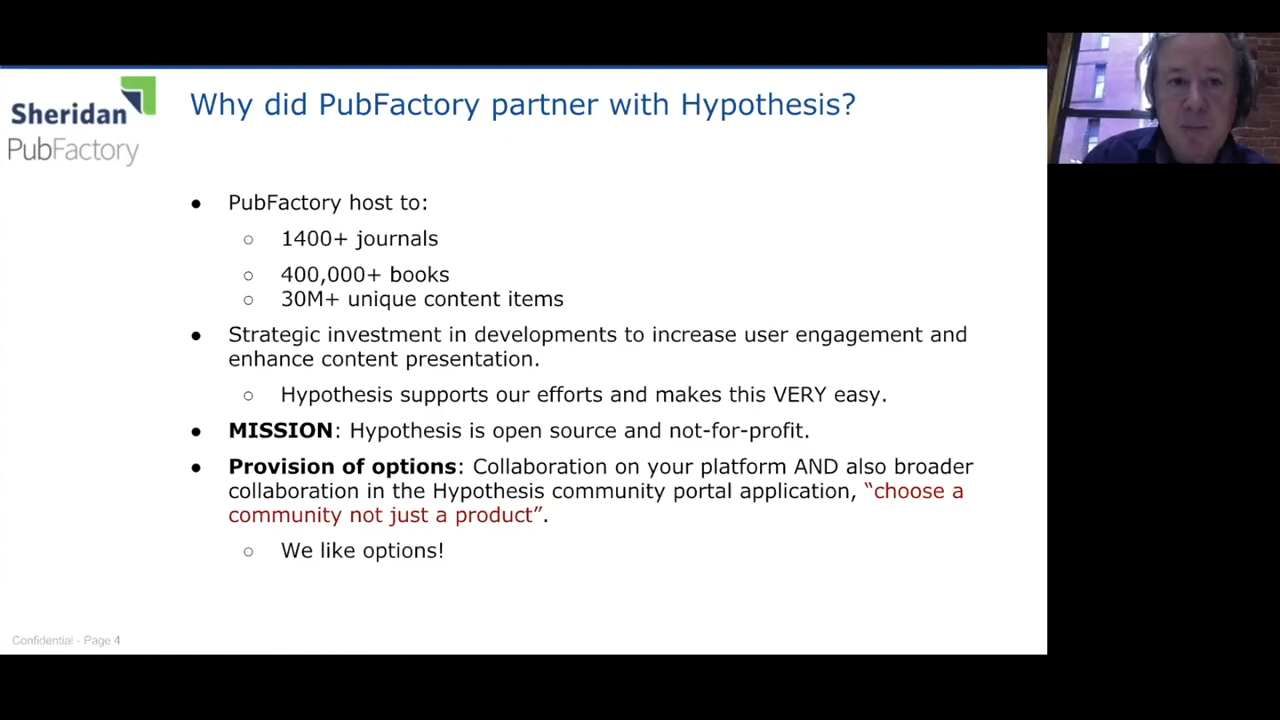 Sheridan
PubFactory
Why did PubFactory partner with Hypothesis?
● PubFactory host to:
○ 1400+ journals
○ 400,000+ books
○ 30M+ unique content items
● Strategic investment in developments to increase user engagement and
enhance content presentation.
○ Hypothesis supports our efforts and makes this VERY easy.
● MISSION: Hypothesis is open source and not-for-profit.
● Provision of options: Collaboration on your platform AND also broader
collaboration in the Hypothesis community portal application, “choose a
community not just a product”.
○ We like options!
Confidential - Page 4